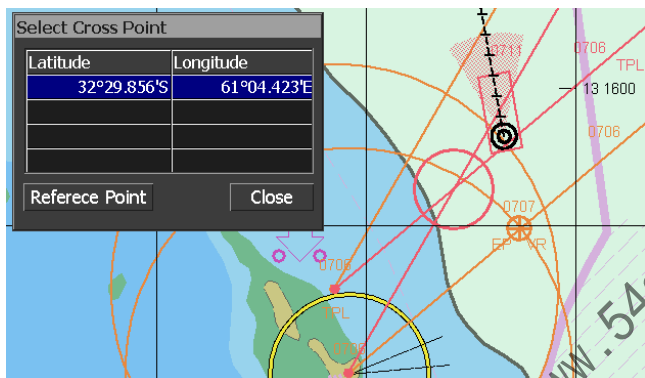 Select Cross Point
Latitude Longitude
32°29.856'S 61°04.423'E
Referece Point Close
0711
0706
TPL
13 1600
0706
0707
EP VR
0706
TPL